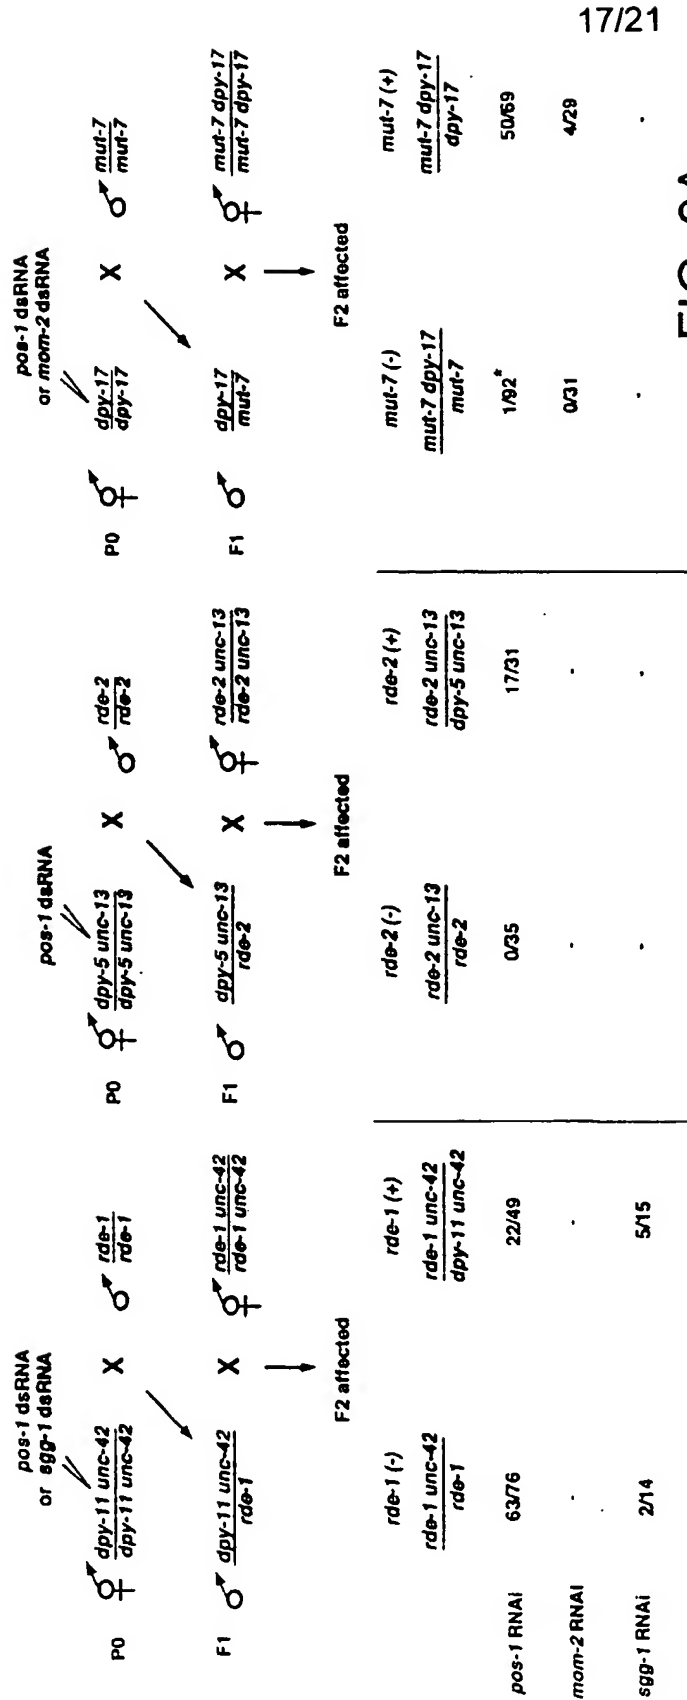 17/21
pos-1 dsRNA
or sgg-1 dsRNA
P0
dpy-11 unc-42
dpy-11 unc-42
X
rde-1
rde-1
F1
dpy-11 unc-42
rde-1
X
rde-1 unc-42
rde-1 unc-42
F2 affected
rde-1 (-)
rde-1 unc-42
rde-1
rde-1 (+)
rde-1 unc-42
dpy-11 unc-42
pos-1 RNAi
63/76
22/49
mom-2 RNAi
-
-
sgg-1 RNAi
2/14
5/15
pos-1 dsRNA
P0
dpy-5 unc-13
dpy-5 unc-13
X
rde-2
rde-2
F1
dpy-5 unc-13
rde-2
X
rde-2 unc-13
rde-2 unc-13
F2 affected
rde-2 (-)
rde-2 unc-13
rde-2
rde-2 (+)
rde-2 unc-13
dpy-5 unc-13
0/35
17/31
-
-
-
-
pos-1 dsRNA
or mom-2 dsRNA
P0
dpy-17
dpy-17
X
mut-7
mut-7
F1
dpy-17
mut-7
X
mut-7 dpy-17
mut-7 dpy-17
F2 affected
mut-7 (-)
mut-7 dpy-17
mut-7
mut-7 (+)
mut-7 dpy-17
dpy-17
1/92*
50/69
0/31
4/29
-
-